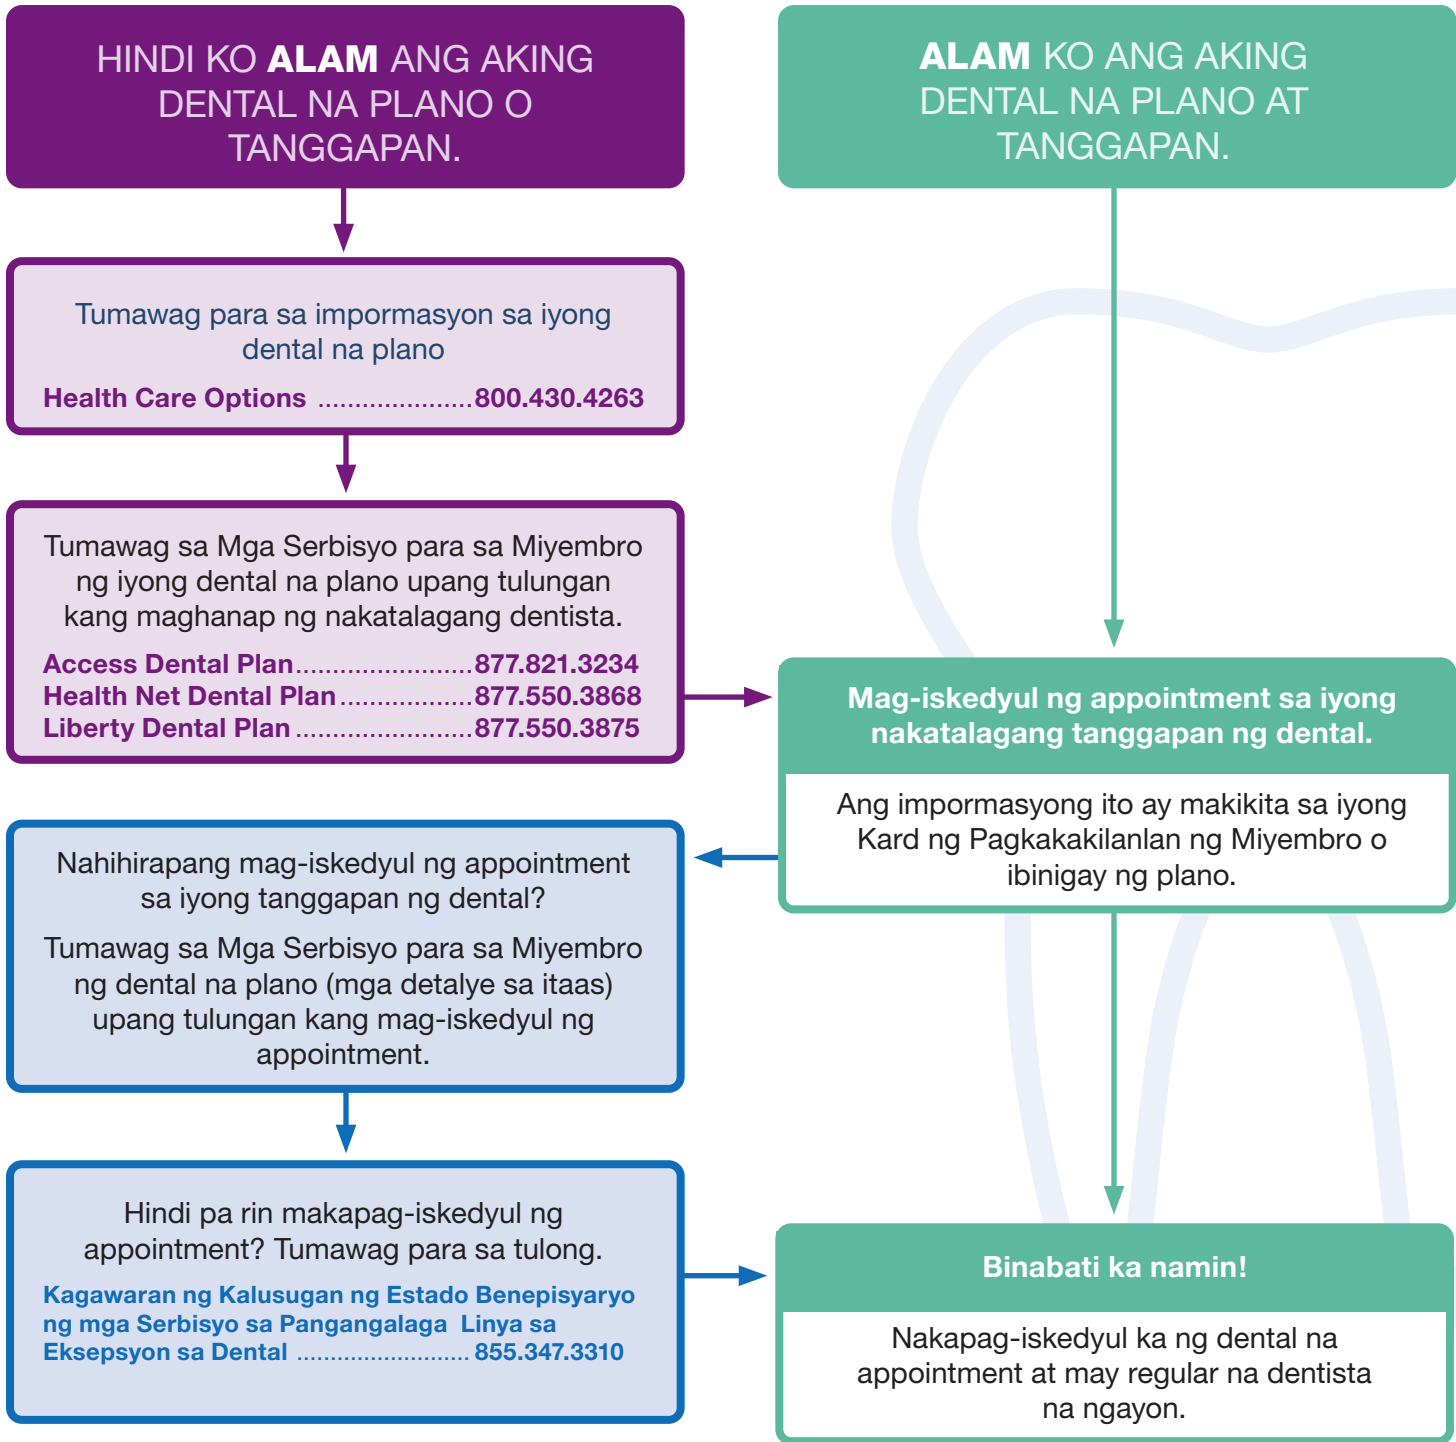 HINDI KO ALAM ANG AKING
DENTAL NA PLANO O
TANGGAPAN.
Tumawag para sa impormasyon sa iyong
dental na plano
Health Care Options .....................800.430.4263
Tumawag sa Mga Serbisyo para sa Miyembro
ng iyong dental na plano upang tulungan
kang maghanap ng nakatalagang dentista.
Access Dental Plan........................877.821.3234
Health Net Dental Plan..................877.550.3868
Liberty Dental Plan........................877.550.3875
ALAM KO ANG AKING
DENTAL NA PLANO AT
TANGGAPAN.
Mag-iskedyul ng appointment sa iyong
nakatalagang tanggapan ng dental.
Ang impormasyong ito ay makikita sa iyong
Kard ng Pagkakakilanlan ng Miyembro o
ibinigay ng plano.
Nahihirapang mag-iskedyul ng appointment
sa iyong tanggapan ng dental?
Tumawag sa Mga Serbisyo para sa Miyembro
ng dental na plano (mga detalye sa itaas)
upang tulungan kang mag-iskedyul ng
appointment.
Hindi pa rin makapag-iskedyul ng
appointment? Tumawag para sa tulong.
Kagawaran ng Kalusugan ng Estado Benepisyaryo
ng mga Serbisyo sa Pangangalaga Linya sa
Eksepsyon sa Dental .......................... 855.347.3310
Binabati ka namin!
Nakapag-iskedyul ka ng dental na
appointment at may regular na dentista
na ngayon.